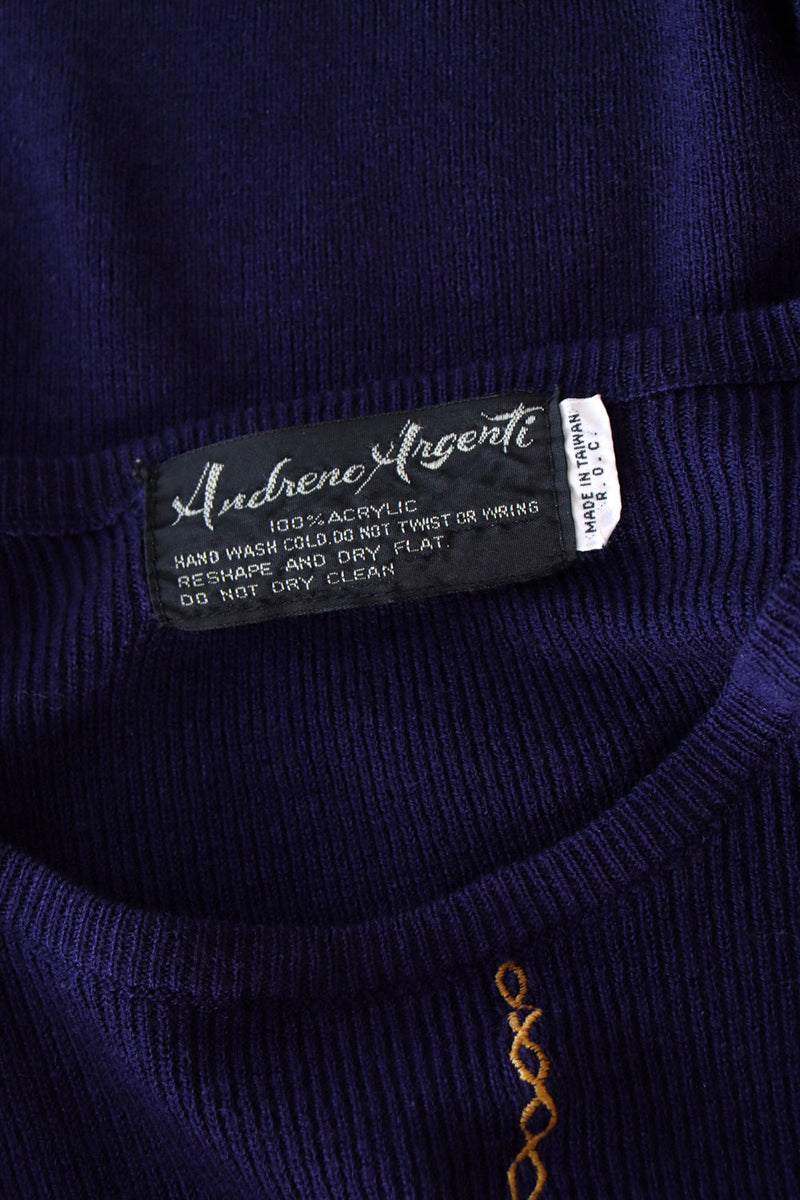 Andreno Argenti
100% ACRYLIC
HAND WASH COLD.DO NOT TWIST OR WRING
RESHAPE AND DRY FLAT.
DO NOT DRY CLEAN
MADE IN TAIWAN
R.O.C.